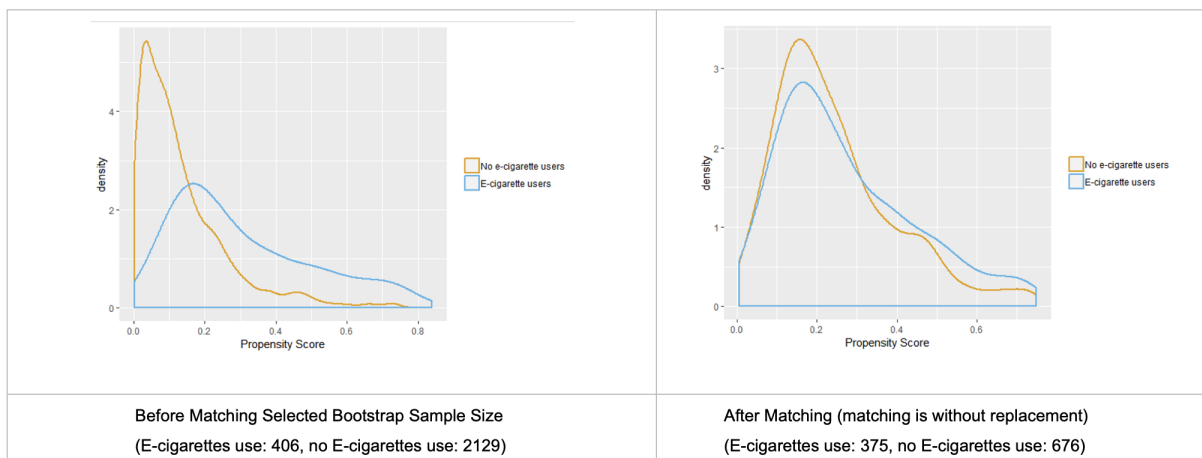 density
4
2
0
0.0 0.2 0.4 0.6 0.8
Propensity Score
No e-cigarette users
E-cigarette users
Before Matching Selected Bootstrap Sample Size
(E-cigarettes use: 406, no E-cigarettes use: 2129)
density
3
2
1
0
0.0 0.2 0.4 0.6
Propensity Score
No e-cigarette users
E-cigarette users
After Matching (matching is without replacement)
(E-cigarettes use: 375, no E-cigarettes use: 676)